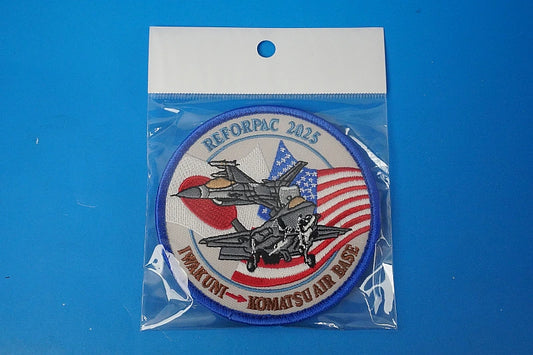 REFORPAC 2025
IWAKUNI→KOMATSU AIR BASE